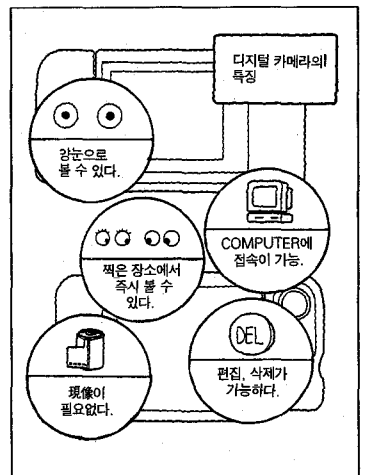 디지털 카메라의
특징
양눈으로
볼 수 있다.
COMPUTER에
접속이 가능.
찍은 장소에서
즉시 볼 수
있다.
DEL
現像이
필요없다.
편집, 삭제가
가능하다.